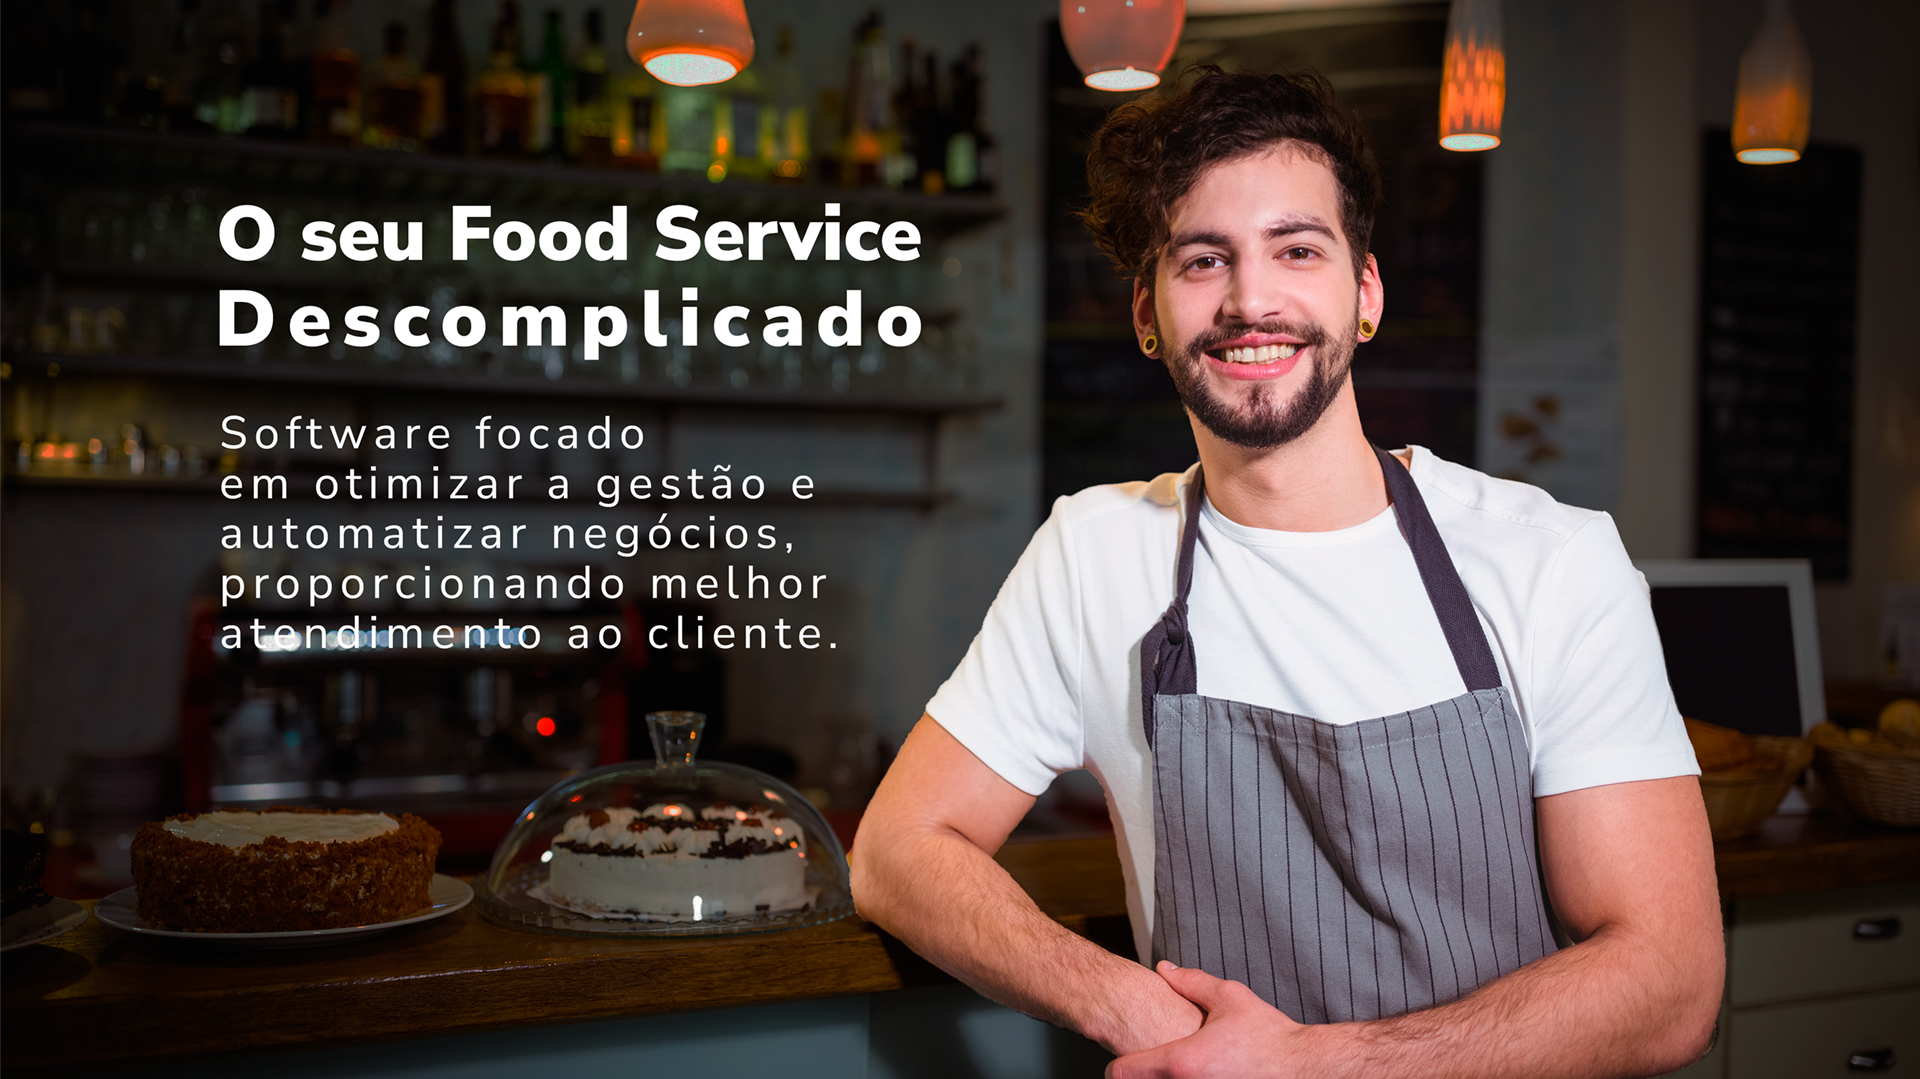 O seu Food Service
Descomplicado
Software focado
em otimizar a gestão e
automatizar negócios,
proporcionando melhor
atendimento ao cliente.